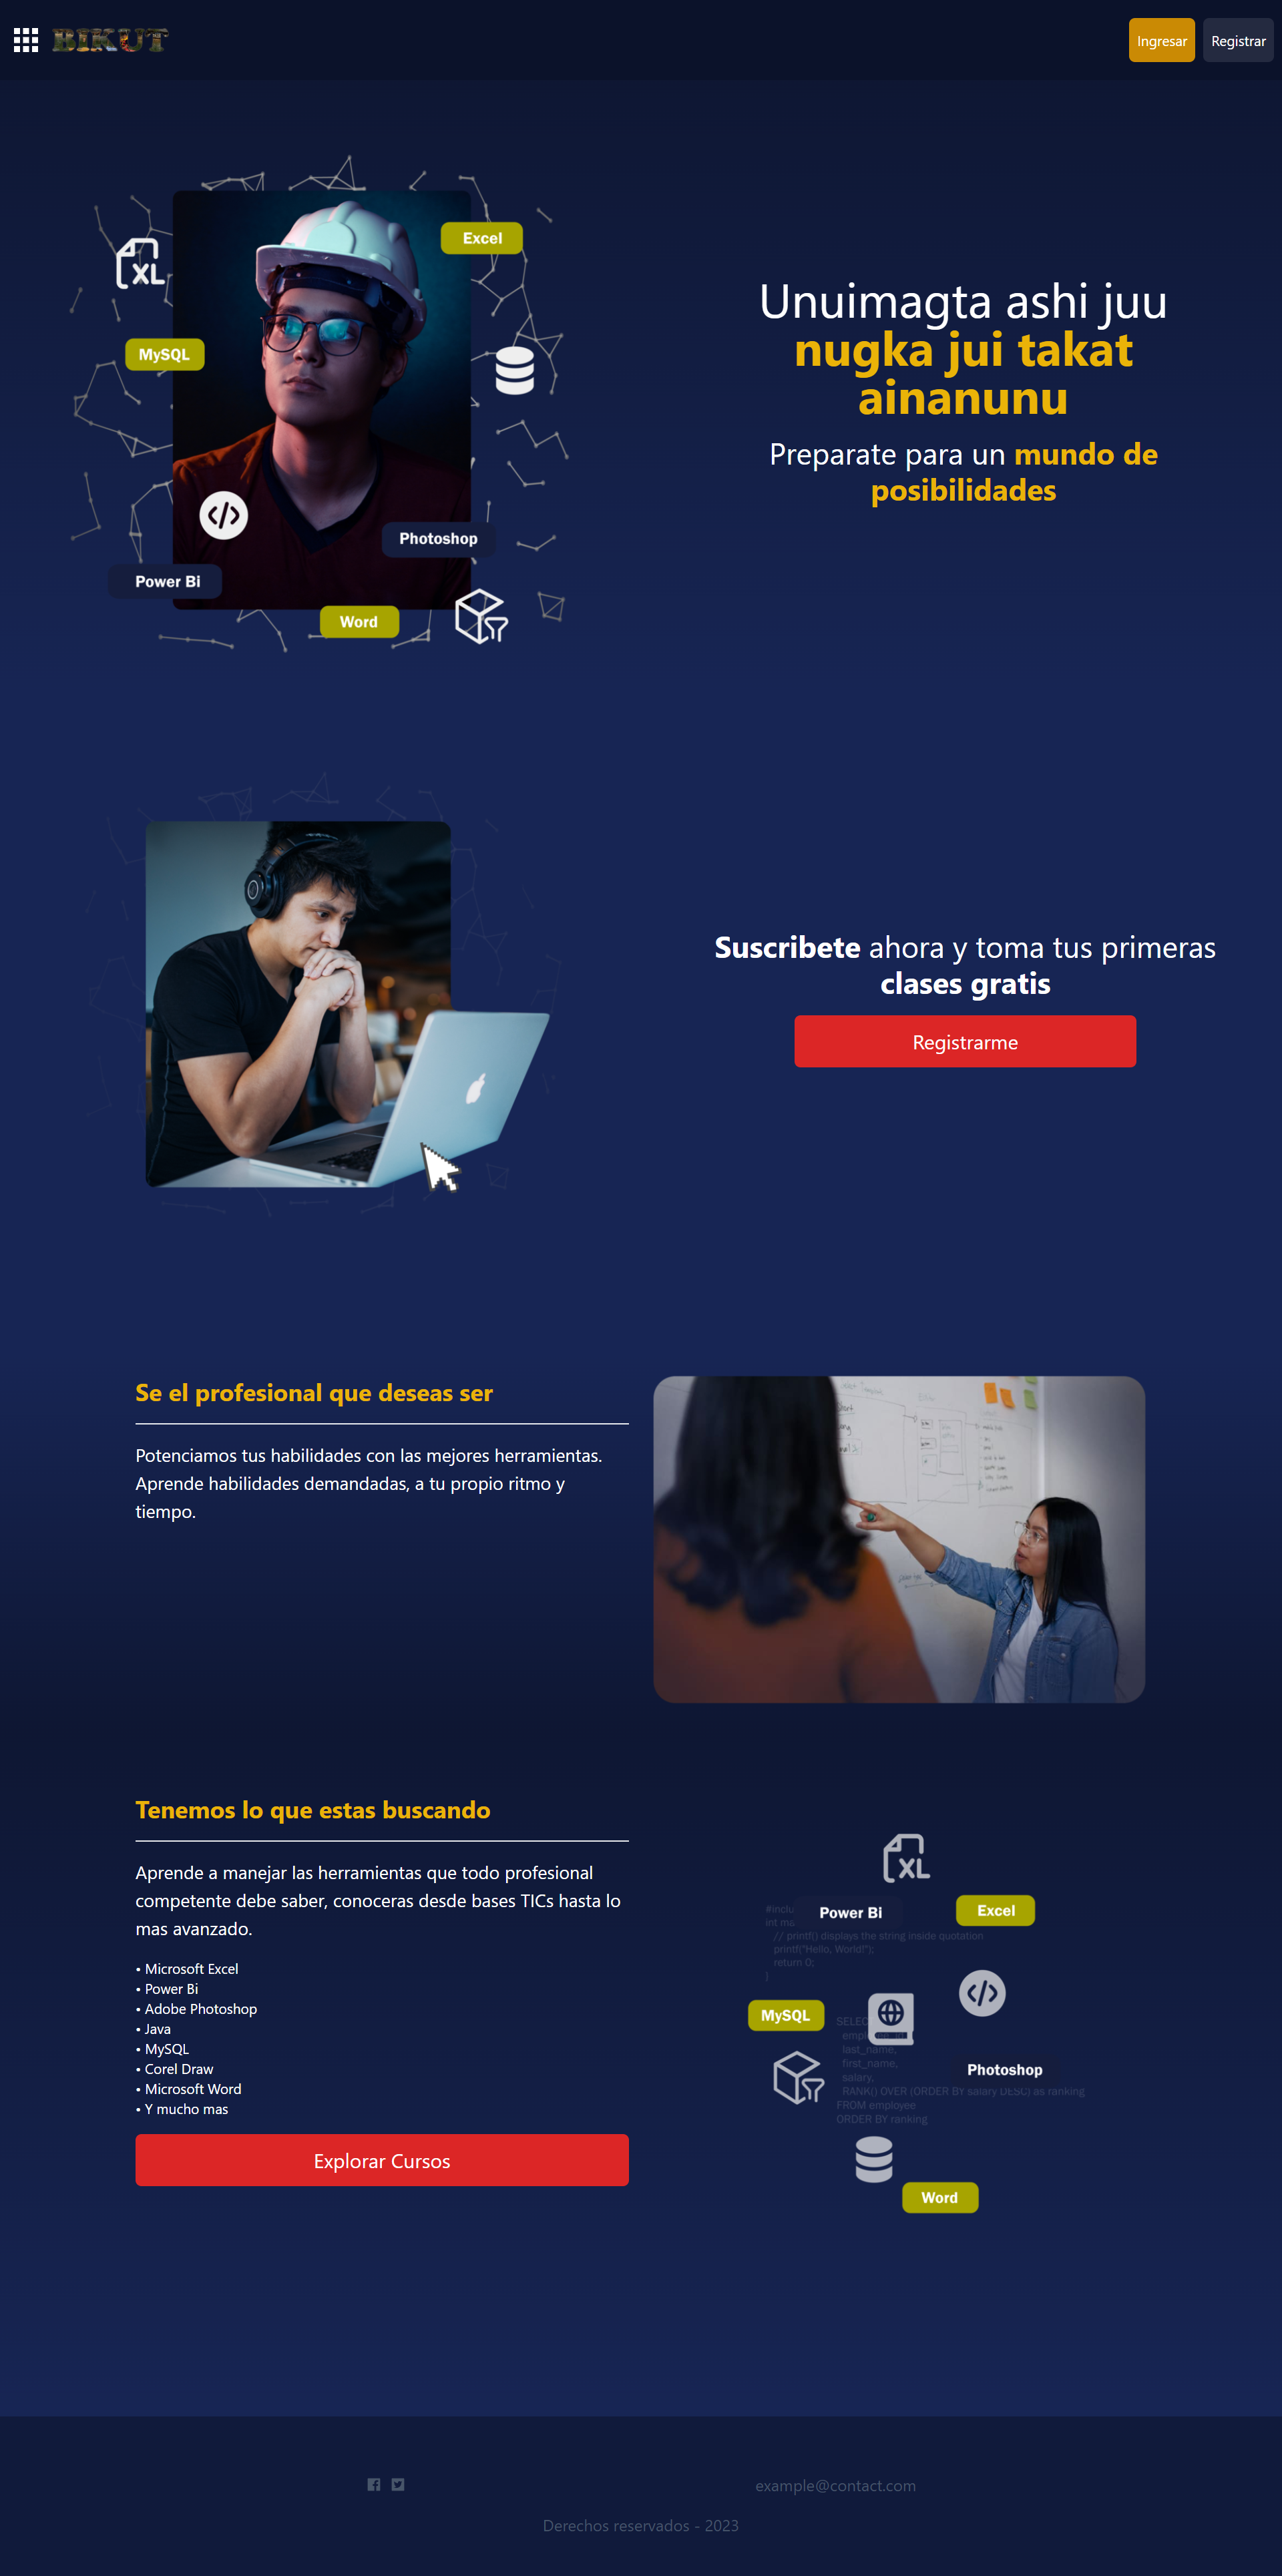 BIKUT
Ingresar
Registrar
Excel
XL
MySQL
Photoshop
Power Bi
Word
Unuimagta ashi juu
nugka jui takat
ainanunu
Preparate para un mundo de
posibilidades
Suscribete ahora y toma tus primeras
clases gratis
Registrarme
Se el profesional que deseas ser
Potenciamos tus habilidades con las mejores herramientas.
Aprende habilidades demandadas, a tu propio ritmo y
tiempo.
Tenemos lo que estas buscando
Aprende a manejar las herramientas que todo profesional
competente debe saber, conoceras desde bases TICs hasta lo
mas avanzado.
• Microsoft Excel
• Power Bi
• Adobe Photoshop
• Java
• MySQL
• Corel Draw
• Microsoft Word
• Y mucho mas
Explorar Cursos
XL
Power Bi
Excel
// printf() displays the string inside quotation
printf("Hello, World!");
return 0;
}
MySQL
last_name,
first_name,
salary,
Photoshop
RANK() OVER (ORDER BY salary DESC) as ranking
FROM employee
ORDER BY ranking
Word
example@contact.com
Derechos reservados - 2023